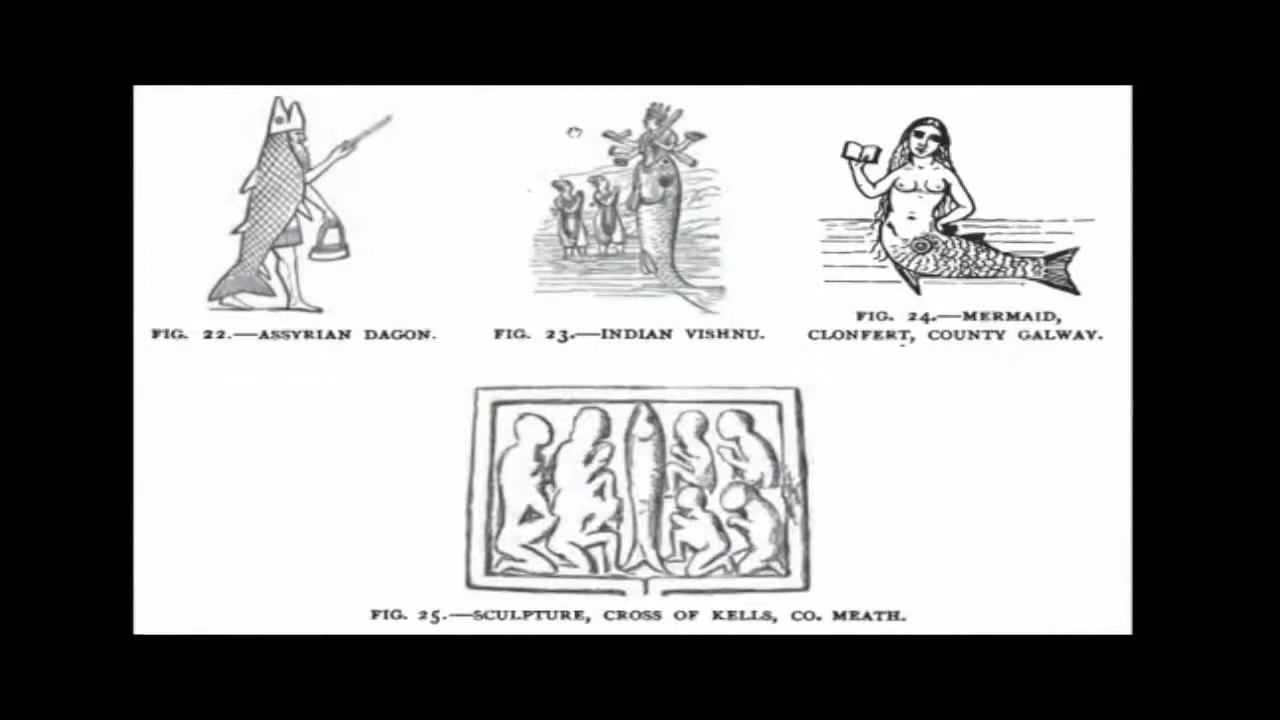 FIG. 22.—ASSYRIAN DAGON.
FIG. 23.—INDIAN VISHNU.
FIG. 24.—MERMAID,
CLONFERT, COUNTY GALWAY.
FIG. 25.—SCULPTURE, CROSS OF KELLS, CO. MEATH.